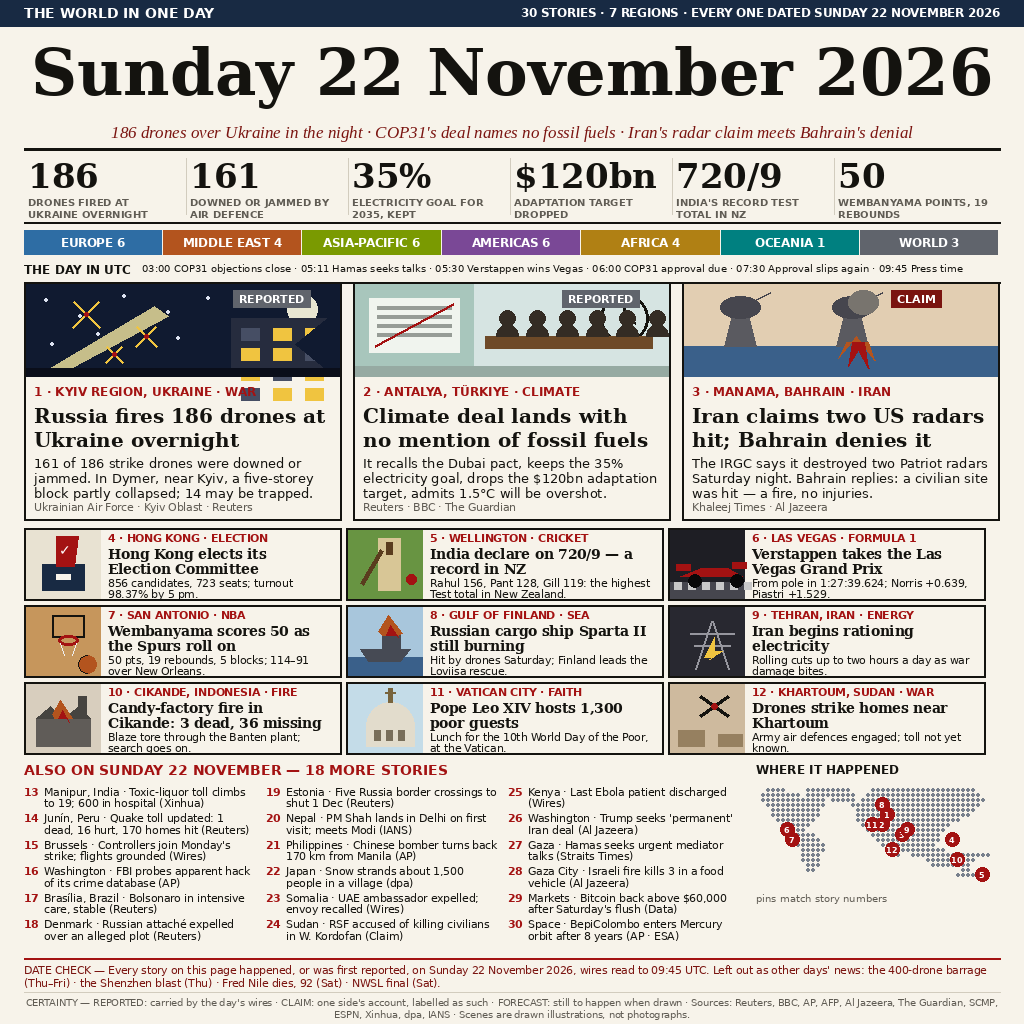 THE WORLD IN ONE DAY
30 STORIES · 7 REGIONS · EVERY ONE DATED SUNDAY 22 NOVEMBER 2026
Sunday 22 November 2026
186 drones over Ukraine in the night · COP31's deal names no fossil fuels · Iran's radar claim meets Bahrain's denial
186
DRONES FIRED AT
UKRAINE OVERNIGHT
161
DOWNED OR JAMMED BY
AIR DEFENCE
35%
ELECTRICITY GOAL FOR
2035, KEPT
$120bn
ADAPTATION TARGET
DROPPED
720/9
INDIA'S RECORD TEST
TOTAL IN NZ
50
WEMBANYAMA POINTS, 19
REBOUNDS
EUROPE 6
MIDDLE EAST 4
ASIA-PACIFIC 6
AMERICAS 6
AFRICA 4
OCEANIA 1
WORLD 3
THE DAY IN UTC
03:00 COP31 objections close · 05:11 Hamas seeks talks · 05:30 Verstappen wins Vegas · 06:00 COP31 approval due · 07:30 Approval slips again · 09:45 Press time
REPORTED
1 · KYIV REGION, UKRAINE · WAR
Russia fires 186 drones at
Ukraine overnight
161 of 186 strike drones were downed or
jammed. In Dymer, near Kyiv, a five-storey
block partly collapsed; 14 may be trapped.
Ukrainian Air Force · Kyiv Oblast · Reuters
REPORTED
2 · ANTALYA, TÜRKIYE · CLIMATE
Climate deal lands with
no mention of fossil fuels
It recalls the Dubai pact, keeps the 35%
electricity goal, drops the $120bn adaptation
target, admits 1.5°C will be overshot.
Reuters · BBC · The Guardian
CLAIM
3 · MANAMA, BAHRAIN · IRAN
Iran claims two US radars
hit; Bahrain denies it
The IRGC says it destroyed two Patriot radars
Saturday night. Bahrain replies: a civilian site
was hit — a fire, no injuries.
Khaleej Times · Al Jazeera
4 · HONG KONG · ELECTION
Hong Kong elects its
Election Committee
856 candidates, 723 seats; turnout
98.37% by 5 pm.
5 · WELLINGTON · CRICKET
India declare on 720/9 — a
record in NZ
Rahul 156, Pant 128, Gill 119: the highest
Test total in New Zealand.
6 · LAS VEGAS · FORMULA 1
Verstappen takes the Las
Vegas Grand Prix
From pole in 1:27:39.624; Norris +0.639,
Piastri +1.529.
7 · SAN ANTONIO · NBA
Wembanyama scores 50 as
the Spurs roll on
50 pts, 19 rebounds, 5 blocks; 114–91
over New Orleans.
8 · GULF OF FINLAND · SEA
Russian cargo ship Sparta II
still burning
Hit by drones Saturday; Finland leads the
Loviisa rescue.
9 · TEHRAN, IRAN · ENERGY
Iran begins rationing
electricity
Rolling cuts up to two hours a day as war
damage bites.
10 · CIKANDE, INDONESIA · FIRE
Candy-factory fire in
Cikande: 3 dead, 36 missing
Blaze tore through the Banten plant;
search goes on.
11 · VATICAN CITY · FAITH
Pope Leo XIV hosts 1,300
poor guests
Lunch for the 10th World Day of the Poor,
at the Vatican.
12 · KHARTOUM, SUDAN · WAR
Drones strike homes near
Khartoum
Army air defences engaged; toll not yet
known.
ALSO ON SUNDAY 22 NOVEMBER — 18 MORE STORIES
13 Manipur, India · Toxic-liquor toll climbs
to 19; 600 in hospital (Xinhua)
14 Junín, Peru · Quake toll updated: 1
dead, 16 hurt, 170 homes hit (Reuters)
15 Brussels · Controllers join Monday's
strike; flights grounded (Wires)
16 Washington · FBI probes apparent hack
of its crime database (AP)
17 Brasília, Brazil · Bolsonaro in intensive
care, stable (Reuters)
18 Denmark · Russian attaché expelled
over an alleged plot (Reuters)
19 Estonia · Five Russia border crossings to
shut 1 Dec (Reuters)
20 Nepal · PM Shah lands in Delhi on first
visit; meets Modi (IANS)
21 Philippines · Chinese bomber turns back
170 km from Manila (AP)
22 Japan · Snow strands about 1,500
people in a village (dpa)
23 Somalia · UAE ambassador expelled;
envoy recalled (Wires)
24 Sudan · RSF accused of killing civilians
in W. Kordofan (Claim)
25 Kenya · Last Ebola patient discharged
(Wires)
26 Washington · Trump seeks 'permanent'
Iran deal (Al Jazeera)
27 Gaza · Hamas seeks urgent mediator
talks (Straits Times)
28 Gaza City · Israeli fire kills 3 in a food
vehicle (Al Jazeera)
29 Markets · Bitcoin back above $60,000
after Saturday's flush (Data)
30 Space · BepiColombo enters Mercury
orbit after 8 years (AP · ESA)
WHERE IT HAPPENED
8
1
9
6
7
12
4
10
5
pins match story numbers
DATE CHECK — Every story on this page happened, or was first reported, on Sunday 22 November 2026, wires read to 09:45 UTC. Left out as other days' news: the 400-drone barrage
(Thu–Fri) · the Shenzhen blast (Thu) · Fred Nile dies, 92 (Sat) · NWSL final (Sat).
CERTAINTY — REPORTED: carried by the day's wires · CLAIM: one side's account, labelled as such · FORECAST: still to happen when drawn · Sources: Reuters, BBC, AP, AFP, Al Jazeera, The Guardian, SCMP,
ESPN, Xinhua, dpa, IANS · Scenes are drawn illustrations, not photographs.